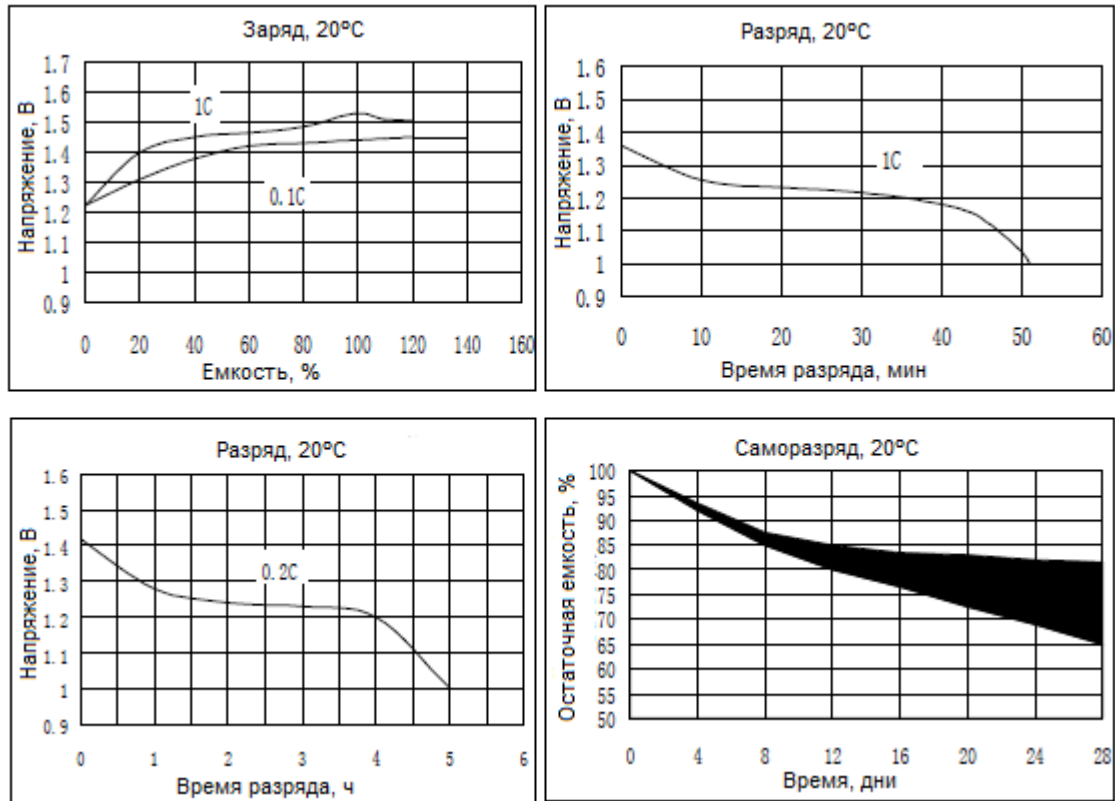 Заряд, 20°C
Напряжение, В
1.7
1.6
1.5
1.4
1.3
1.2
1.1
1
0.9
1C
0.1C
0 20 40 60 80 100 120 140 160
Емкость, %
Разряд, 20°C
Напряжение, В
1.6
1.5
1.4
1.3
1.2
1.1
1
0.9
1C
0 10 20 30 40 50 60
Время разряда, мин
Разряд, 20°C
Напряжение, В
1.6
1.5
1.4
1.3
1.2
1.1
1
0.9
0.2C
0 1 2 3 4 5 6
Время разряда, ч
Саморазряд, 20°C
Остаточная емкость, %
100
95
90
85
80
75
70
65
60
55
50
0 4 8 12 16 20 24 28
Время, дни